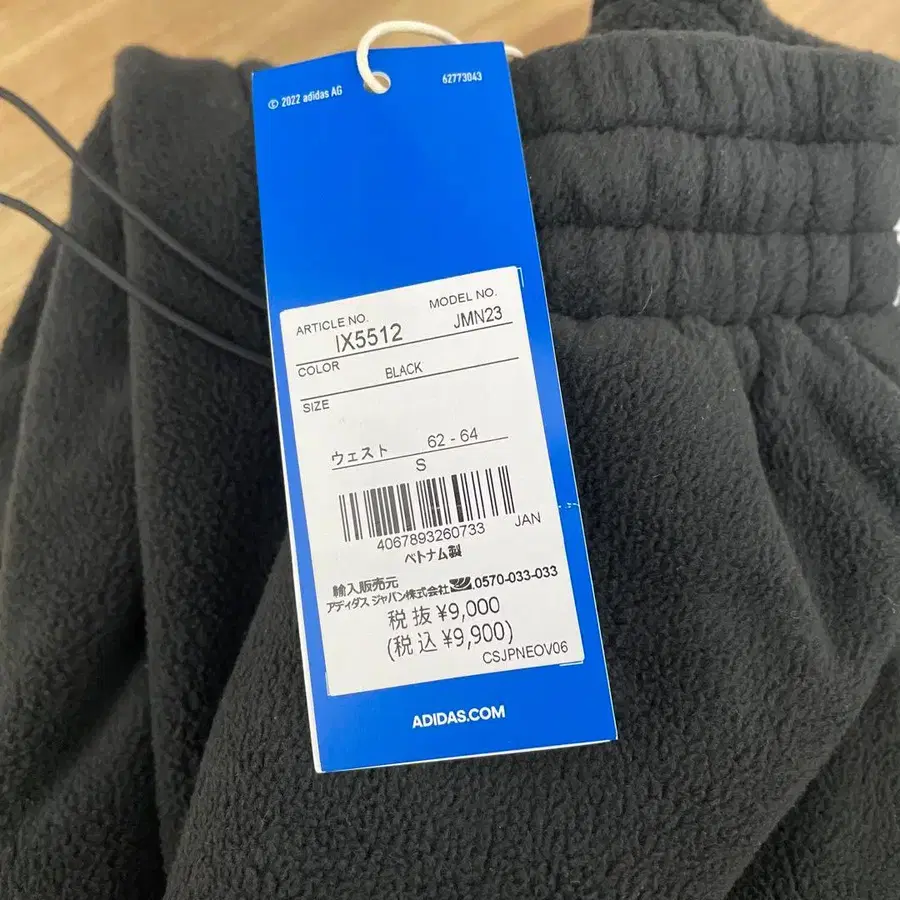 © 2022 adidas AG
62773043
ARTICLE NO. MODEL NO.
IX5512 JMN23
COLOR
BLACK
SIZE
ウェスト 62 - 64
S
JAN
4067893260733
ベトナム製
輸入販売元
アディダス ジャパン株式会社 0570-033-033
税 抜 ¥9,000
(税 込 ¥9,900)
CSJPNEOV06
ADIDAS.COM